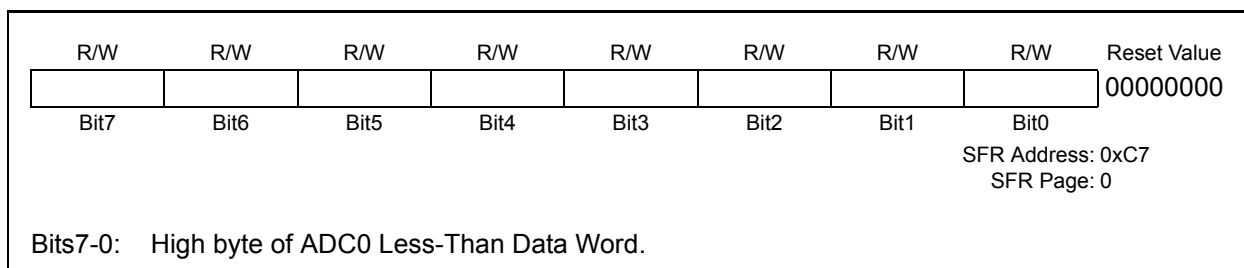 R/W R/W R/W R/W R/W R/W R/W R/W Reset Value
00000000
Bit7 Bit6 Bit5 Bit4 Bit3 Bit2 Bit1 Bit0
SFR Address: 0xC7
SFR Page: 0
Bits7-0: High byte of ADC0 Less-Than Data Word.